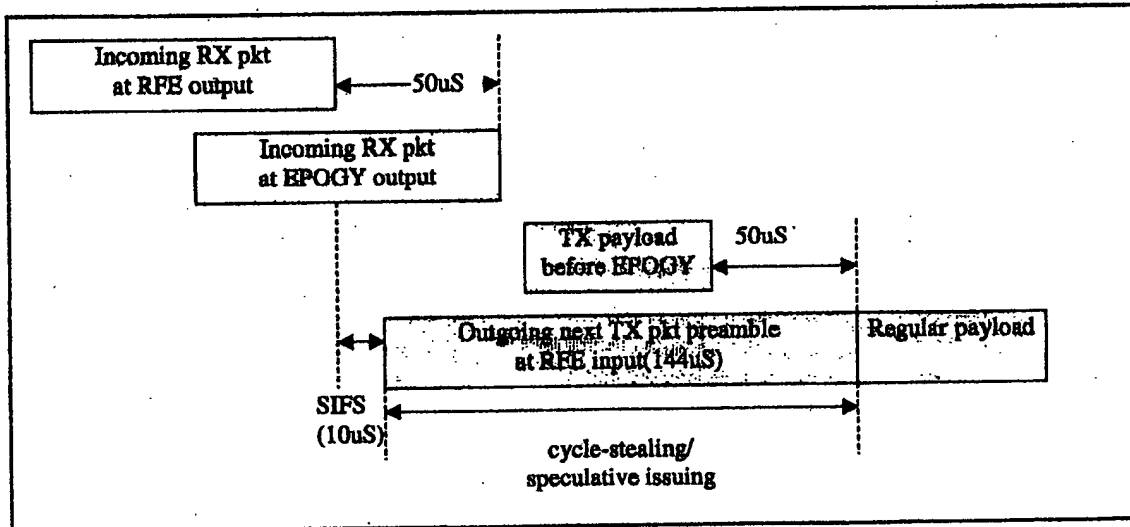 Incoming RX pkt
at RFE output
50uS
Incoming RX pkt
at EPOGY output
TX payload
before EPOGY
50uS
Outgoing next TX pkt preamble
at RFE input(144uS)
Regular payload
SIFS
(10uS)
cycle-stealing/
speculative issuing